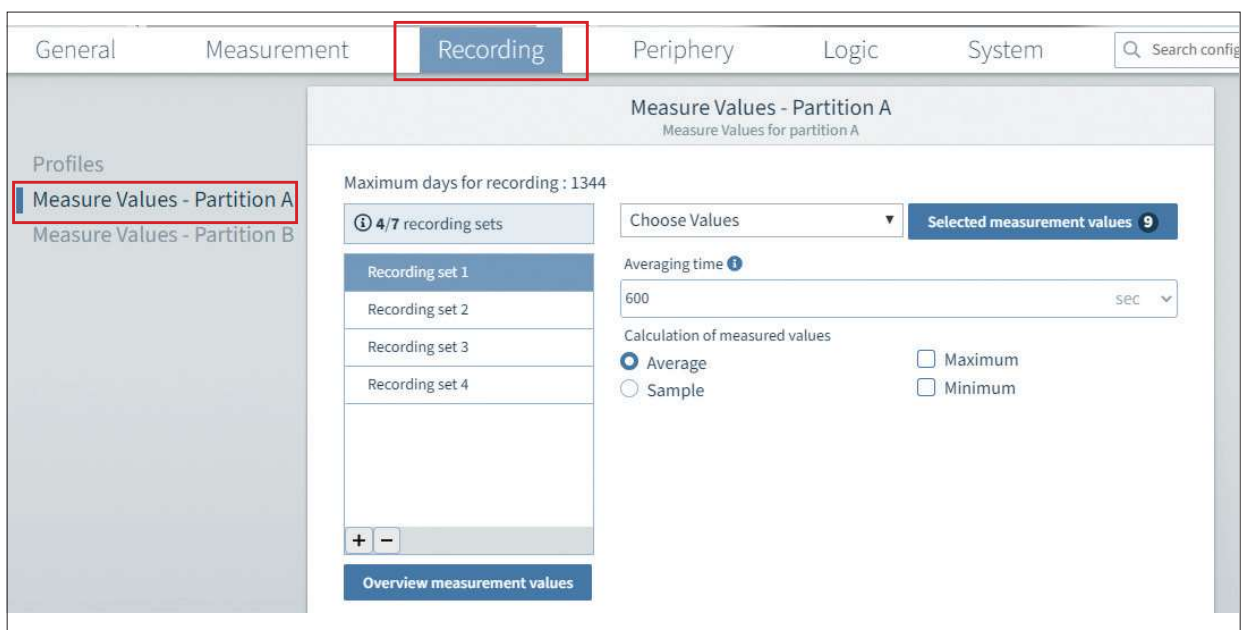 General Measurement Recording Periphery Logic System Search config
Measure Values - Partition A
Measure Values for partition A
Profiles
Measure Values - Partition A
Measure Values - Partition B
Maximum days for recording : 1344
4/7 recording sets
Recording set 1
Recording set 2
Recording set 3
Recording set 4
+ −
Overview measurement values
Choose Values
Selected measurement values 9
Averaging time
600 sec
Calculation of measured values
Average
Sample
Maximum
Minimum